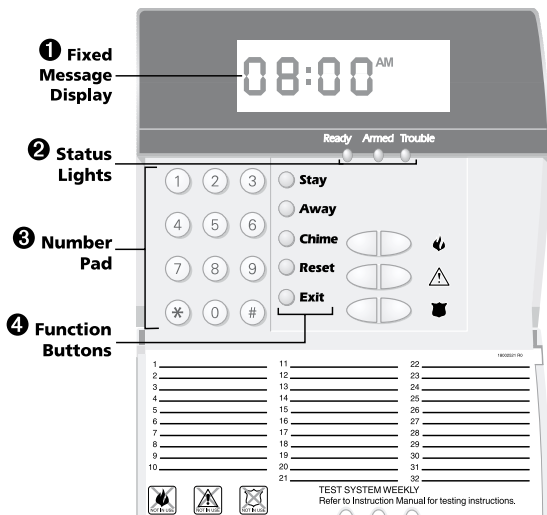 ❶ Fixed
Message
Display
08:00 AM
Ready Armed Trouble
❷ Status
Lights
1 2 3
Stay
Away
4 5 6
Chime
❸ Number
Pad
7 8 9
Reset
Exit
* 0 #
❹ Function
Buttons
18002021 R0
1 11 22
2 12 23
3 13 24
4 14 25
5 15 26
6 16 27
7 17 28
8 18 29
9 19 30
10 20 31
21 32
TEST SYSTEM WEEKLY
Refer to Instruction Manual for testing instructions.
NOT IN USE NOT IN USE NOT IN USE